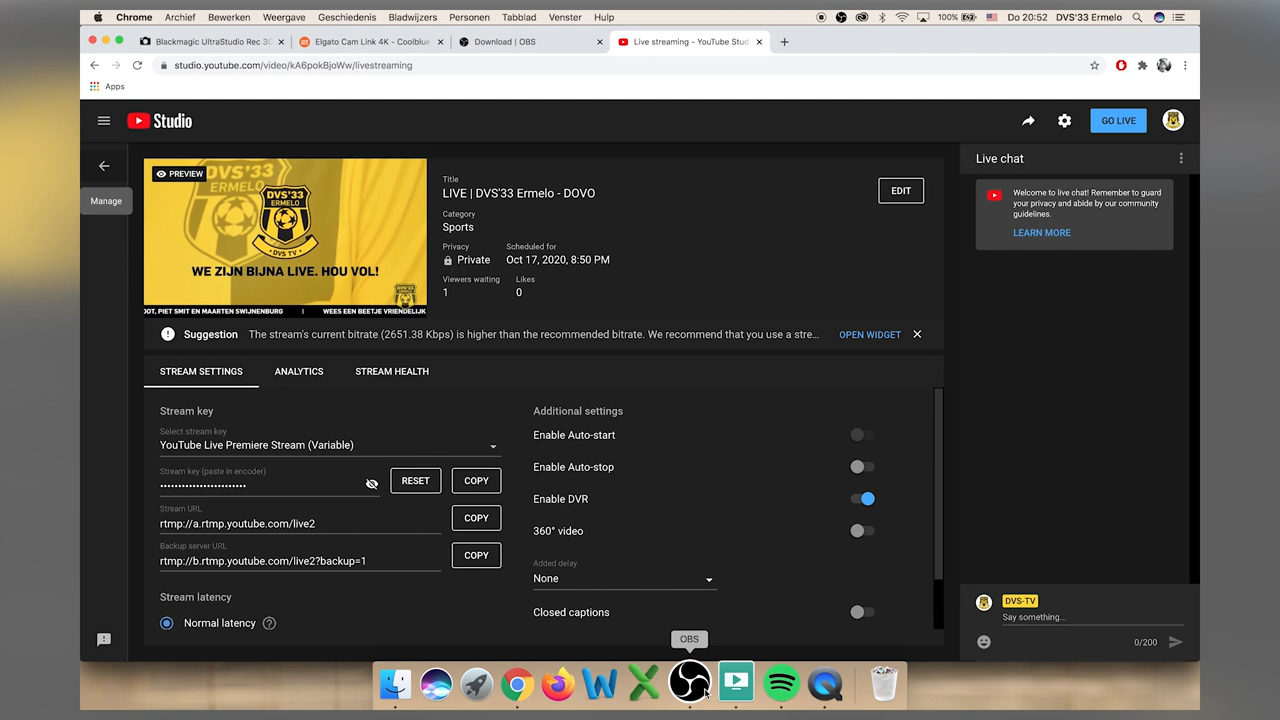 Chrome Archief Bewerken Weergave Geschiedenis Bladwijzers Personen Tabblad Venster Help 100% Do 20:52 DVS'33 Ermelo
Blackmagic UltraStudio Rec 3G Elgato Cam Link 4K - Coolblue Download | OBS Live streaming - YouTube Stud
studio.youtube.com/video/kA6pokBjoWw/livestreaming
Apps
Studio
GO LIVE
Manage
PREVIEW
ERMELO
DVS'33
ERMELO
DVS TV
WE ZIJN BIJNA LIVE. HOU VOL!
OOT, PIET SMIT EN MAARTEN SWIJNENBURG | WEES EEN BEETJE VRIENDELIJK
Title
LIVE | DVS'33 Ermelo - DOVO
EDIT
Category
Sports
Privacy Scheduled for
Private Oct 17, 2020, 8:50 PM
Viewers waiting Likes
1 0
Suggestion The stream's current bitrate (2651.38 Kbps) is higher than the recommended bitrate. We recommend that you use a stre... OPEN WIDGET
STREAM SETTINGS ANALYTICS STREAM HEALTH
Stream key
Select stream key
YouTube Live Premiere Stream (Variable)
Stream key (paste in encoder)
••••••••••••••••••••••••
RESET COPY
Stream URL
rtmp://a.rtmp.youtube.com/live2
COPY
Backup server URL
rtmp://b.rtmp.youtube.com/live2?backup=1
COPY
Stream latency
Normal latency
Additional settings
Enable Auto-start
Enable Auto-stop
Enable DVR
360° video
Added delay
None
Closed captions
Live chat
Welcome to live chat! Remember to guard
your privacy and abide by our community
guidelines.
LEARN MORE
DVS-TV
Say something...
0/200
OBS